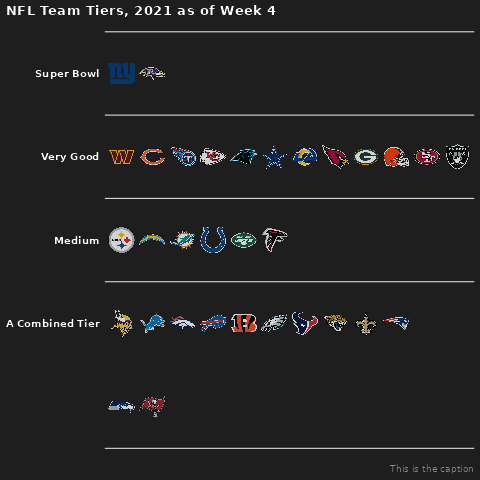 NFL Team Tiers, 2021 as of Week 4
Super Bowl
Very Good
Medium
A Combined Tier
This is the caption